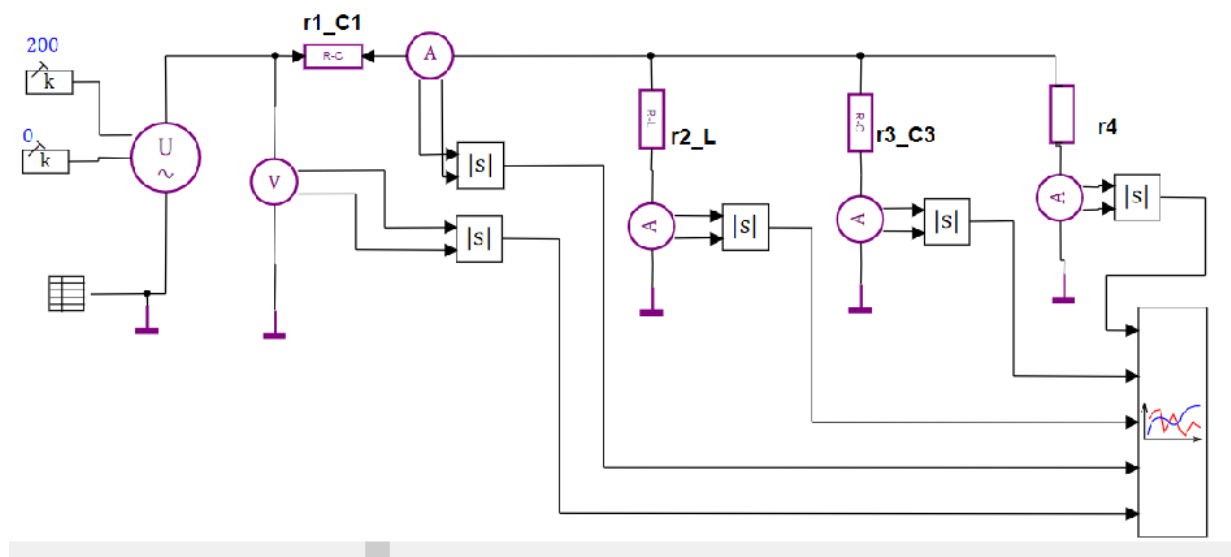 r1_C1
200
R-C
A
k
0
k
U
~
V
|s|
|s|
R-L
r2_L
R-C
r3_C3
r4
A
|s|
A
|s|
A
|s|